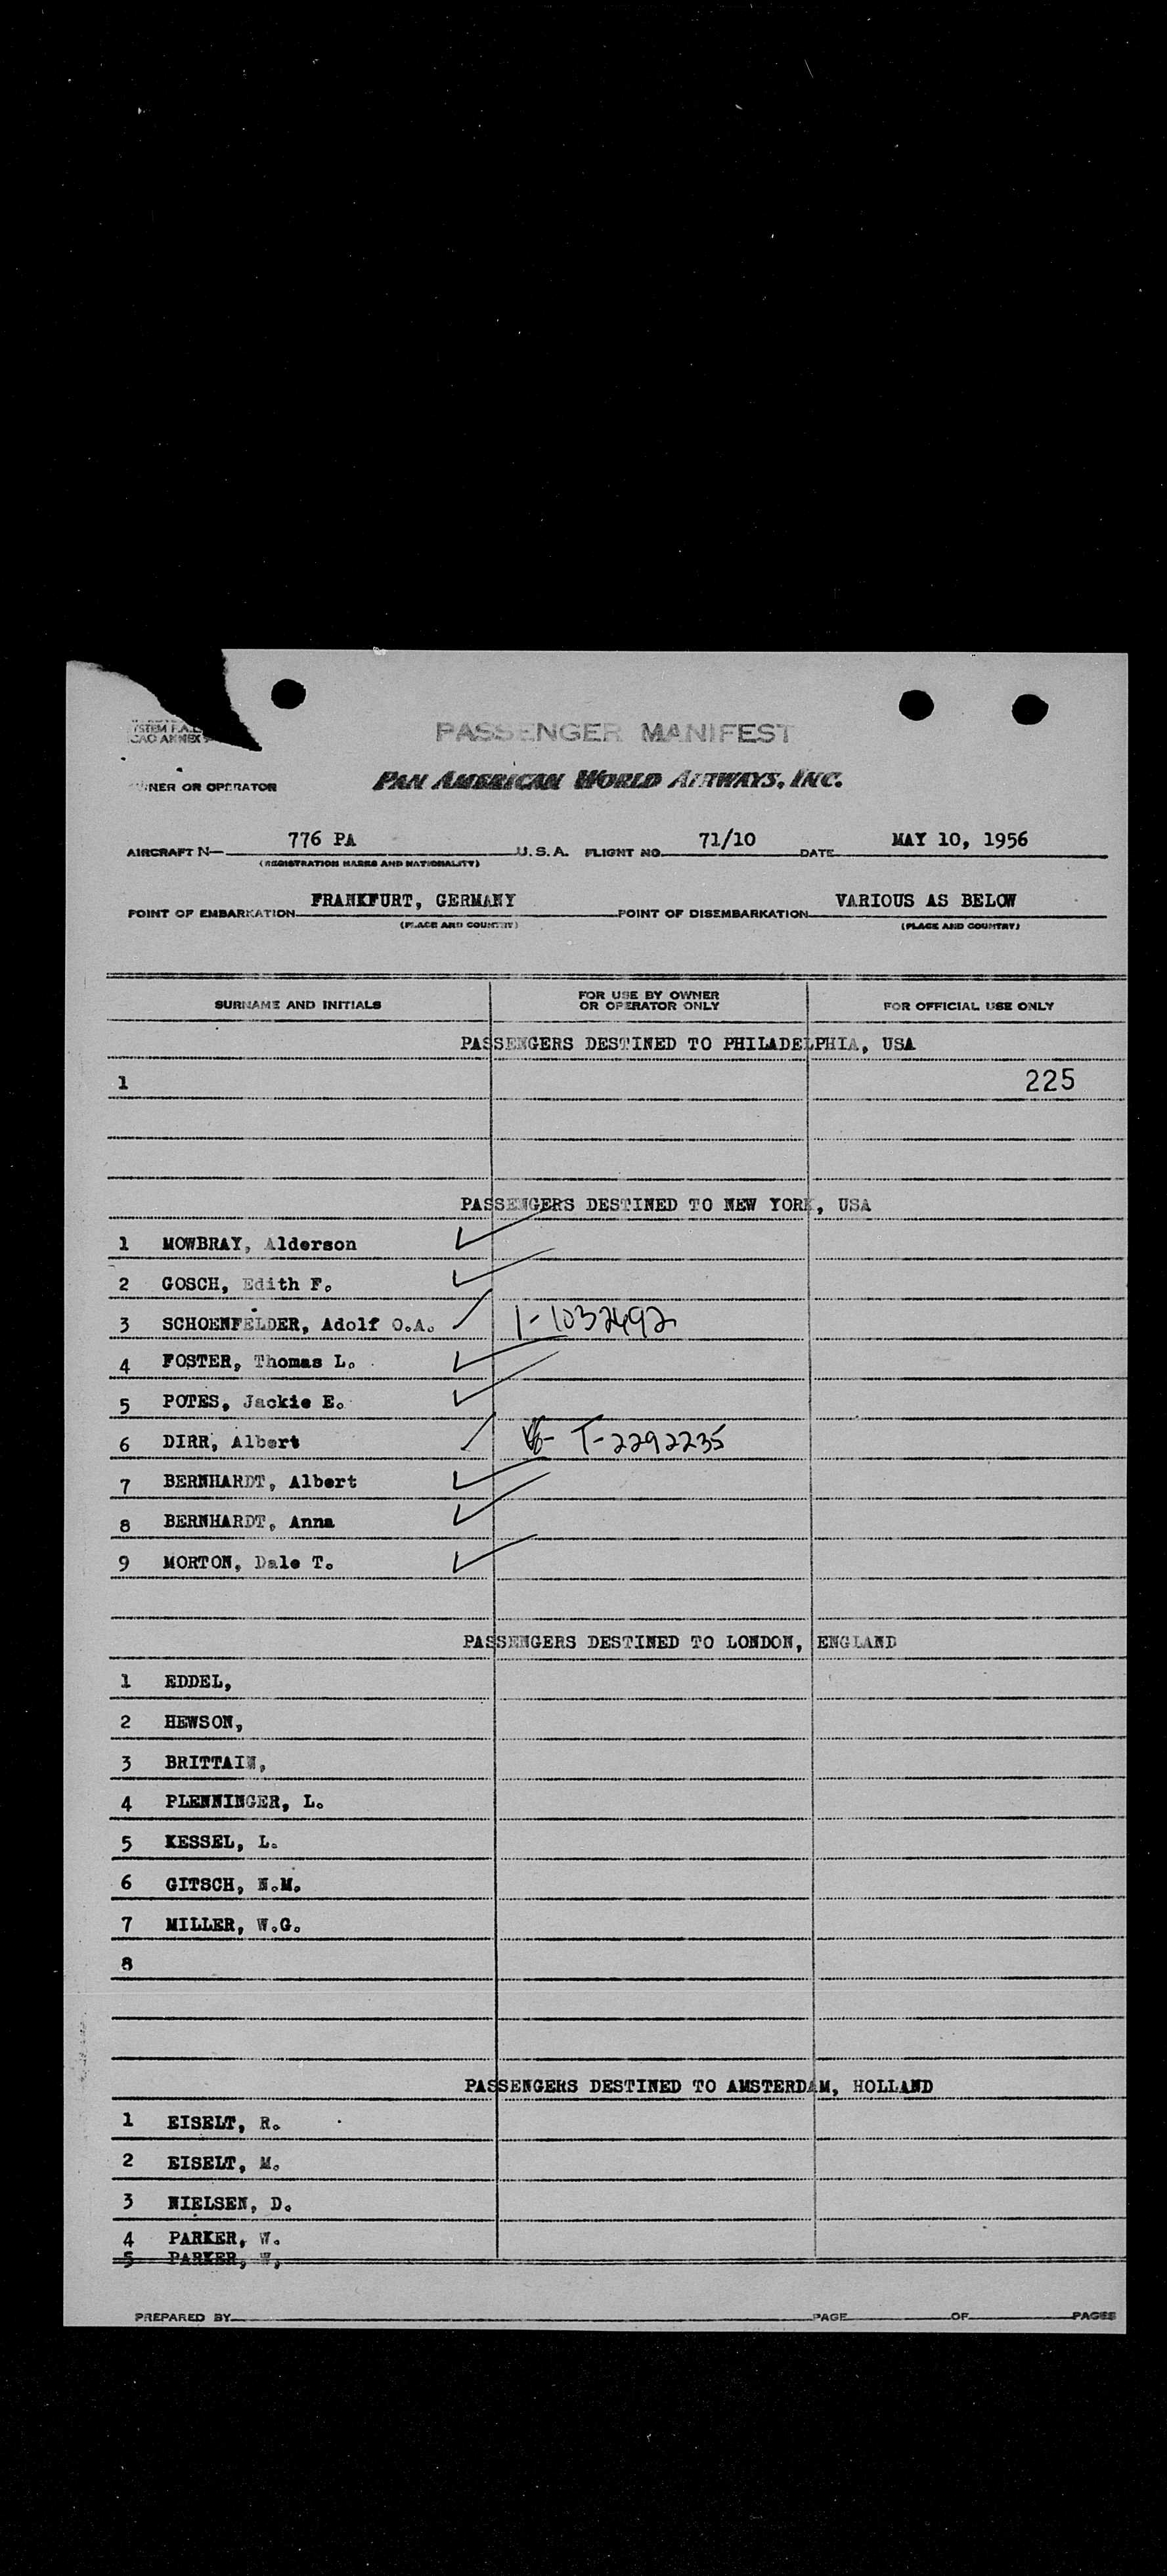 YSTEM F.A.
CAO ANNEX 9
PASSENGER MANIFEST
NER OR OPERATOR
PAN AMERICAN WORLD AIRWAYS, INC.
AIRCRAFT N— 776 PA U.S.A. FLIGHT NO. 71/10 DATE MAY 10, 1956
(REGISTRATION MARKS AND NATIONALITY)
POINT OF EMBARKATION FRANKFURT, GERMANY POINT OF DISEMBARKATION VARIOUS AS BELOW
(PLACE AND COUNTRY) (PLACE AND COUNTRY)
SURNAME AND INITIALS FOR USE BY OWNER OR OPERATOR ONLY FOR OFFICIAL USE ONLY
PASSENGERS DESTINED TO PHILADELPHIA, USA
1 225
PASSENGERS DESTINED TO NEW YORK, USA
1 MOWBRAY, Alderson
2 GOSCH, Edith F.
3 SCHOENFELDER, Adolf O.A. 1-1032492
4 FOSTER, Thomas L.
5 POTES, Jackie E.
6 DIRR, Albert T-2292235
7 BERNHARDT, Albert
8 BERNHARDT, Anna
9 MORTON, Dale T.
PASSENGERS DESTINED TO LONDON, ENGLAND
1 EDDEL,
2 HEWSON,
3 BRITTAIN,
4 PLENNINGER, L.
5 KESSEL, L.
6 GITSCH, N.M.
7 MILLER, W.G.
8
PASSENGERS DESTINED TO AMSTERDAM, HOLLAND
1 EISELT, R.
2 EISELT, M.
3 NIELSEN, D.
4 PARKER, W.
5 PARKER, W,
PREPARED BY PAGE OF PAGES